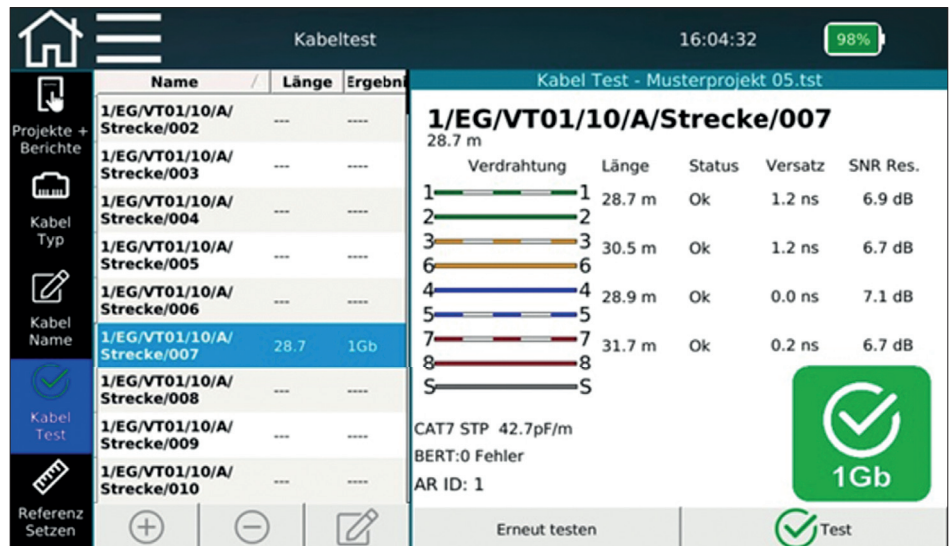 Kabeltest 16:04:32 98%
Projekte +
Berichte
Kabel
Typ
Kabel
Name
Kabel
Test
Referenz
Setzen
Name / Länge Ergebni
1/EG/VT01/10/A/
Strecke/002 --- ----
1/EG/VT01/10/A/
Strecke/003 --- ----
1/EG/VT01/10/A/
Strecke/004 --- ----
1/EG/VT01/10/A/
Strecke/005 --- ----
1/EG/VT01/10/A/
Strecke/006 --- ----
1/EG/VT01/10/A/
Strecke/007 28.7 1Gb
1/EG/VT01/10/A/
Strecke/008 --- ----
1/EG/VT01/10/A/
Strecke/009 --- ----
1/EG/VT01/10/A/
Strecke/010 --- ----
Kabel Test - Musterprojekt 05.tst
1/EG/VT01/10/A/Strecke/007
28.7 m
Verdrahtung Länge Status Versatz SNR Res.
1 1 28.7 m Ok 1.2 ns 6.9 dB
2 2
3 3 30.5 m Ok 1.2 ns 6.7 dB
6 6
4 4 28.9 m Ok 0.0 ns 7.1 dB
5 5
7 7 31.7 m Ok 0.2 ns 6.7 dB
8 8
S S
CAT7 STP 42.7pF/m
BERT:0 Fehler
AR ID: 1
1Gb
Erneut testen Test